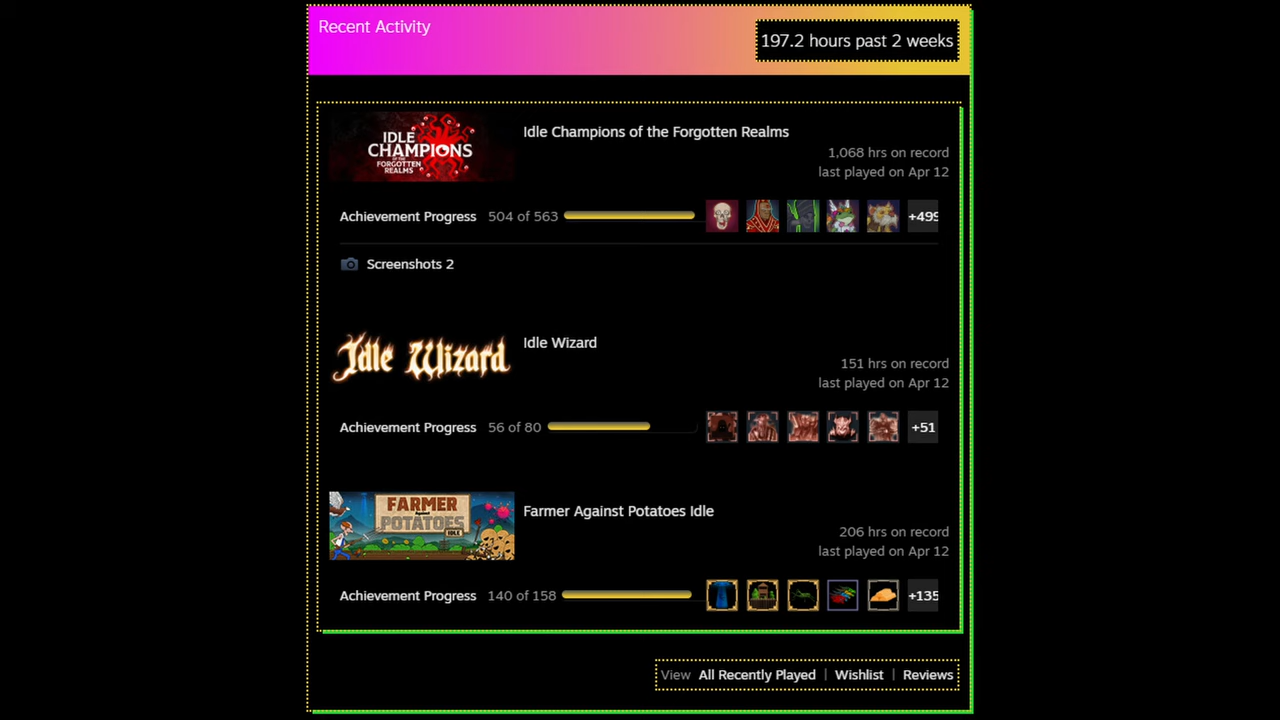 Recent Activity
197.2 hours past 2 weeks
IDLE
CHAMPIONS
OF THE
FORGOTTEN
REALMS
Idle Champions of the Forgotten Realms
1,068 hrs on record
last played on Apr 12
Achievement Progress 504 of 563
+499
Screenshots 2
Idle Wizard
Idle Wizard
151 hrs on record
last played on Apr 12
Achievement Progress 56 of 80
+51
FARMER
Against
POTATOES
IDLE
Farmer Against Potatoes Idle
206 hrs on record
last played on Apr 12
Achievement Progress 140 of 158
+135
View All Recently Played | Wishlist | Reviews